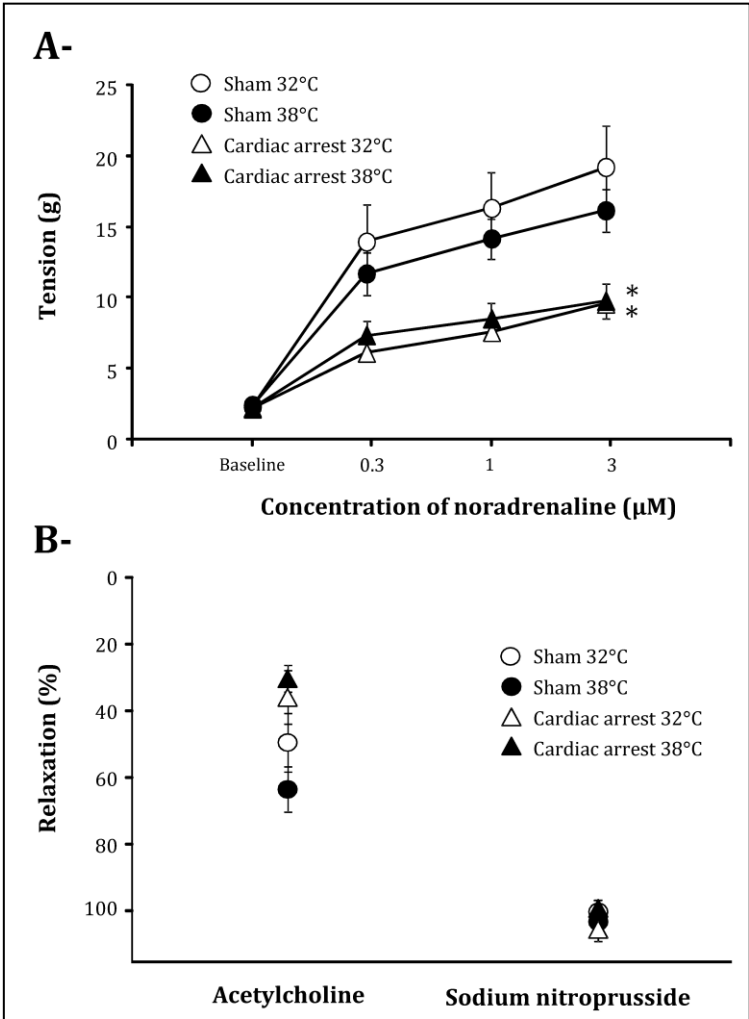 A-
Sham 32°C
Sham 38°C
Cardiac arrest 32°C
Cardiac arrest 38°C
Tension (g)
25
20
15
10
5
0
*
*
Baseline 0.3 1 3
Concentration of noradrenaline (µM)
B-
Relaxation (%)
0
20
40
60
80
100
Sham 32°C
Sham 38°C
Cardiac arrest 32°C
Cardiac arrest 38°C
Acetylcholine Sodium nitroprusside